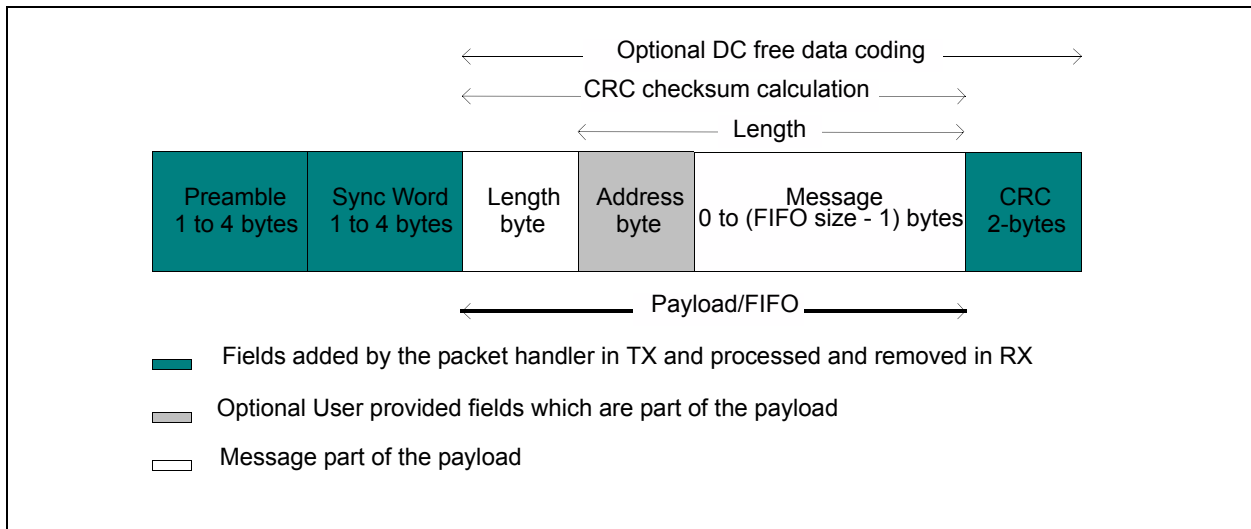 Optional DC free data coding
CRC checksum calculation
Length
Preamble
1 to 4 bytes
Sync Word
1 to 4 bytes
Length
byte
Address
byte
Message
0 to (FIFO size - 1) bytes
CRC
2-bytes
Payload/FIFO
Fields added by the packet handler in TX and processed and removed in RX
Optional User provided fields which are part of the payload
Message part of the payload